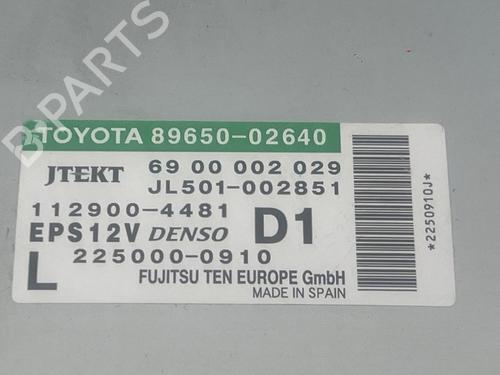 B-PARTS
TOYOTA 89650-02640
JTEKT 69 00 002 029
JL501-002851
112900-4481
EPS12V DENSO D1
225000-0910
L FUJITSU TEN EUROPE GmbH
MADE IN SPAIN
*2250910J*